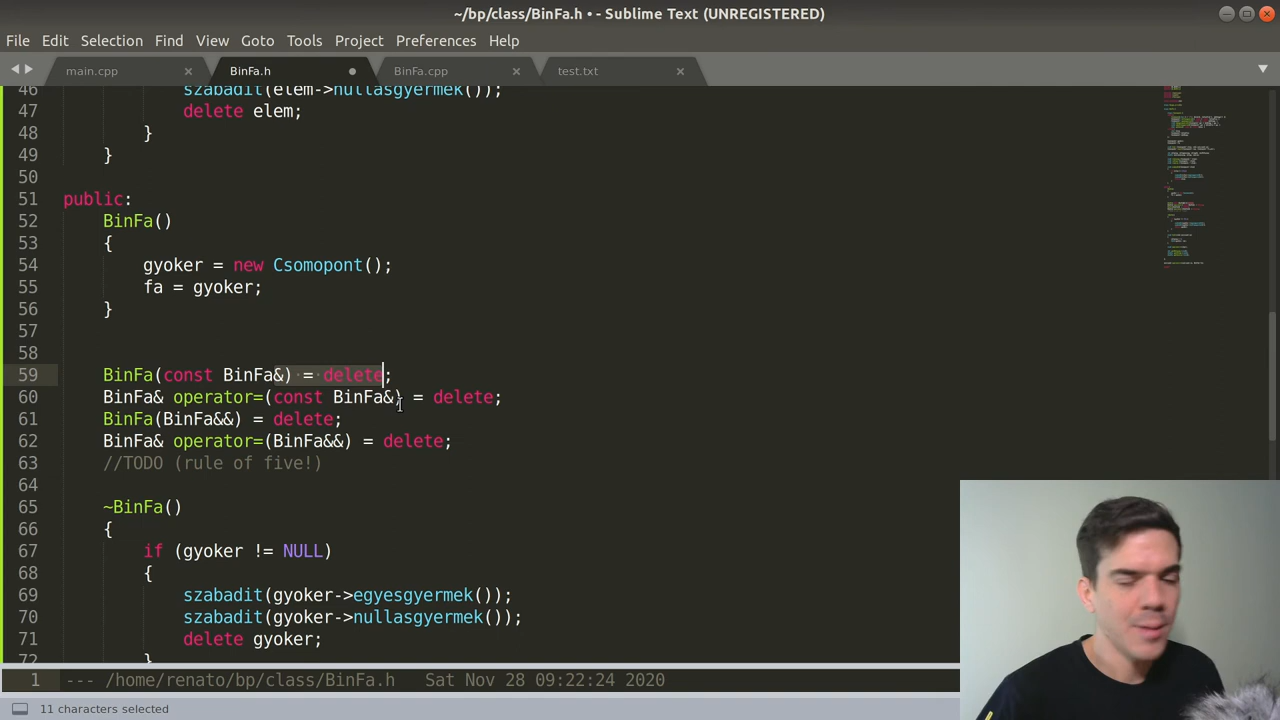 ~/bp/class/BinFa.h • - Sublime Text (UNREGISTERED)
File Edit Selection Find View Goto Tools Project Preferences Help
main.cpp BinFa.h BinFa.cpp test.txt
46 szabadit(elem->nullasgyermek());
47 delete elem;
48 }
49 }
50
51 public:
52 BinFa()
53 {
54 gyoker = new Csomopont();
55 fa = gyoker;
56 }
57
58
59 BinFa(const BinFa&) = delete;
60 BinFa& operator=(const BinFa&) = delete;
61 BinFa(BinFa&&) = delete;
62 BinFa& operator=(BinFa&&) = delete;
63 //TODO (rule of five!)
64
65 ~BinFa()
66 {
67 if (gyoker != NULL)
68 {
69 szabadit(gyoker->egyesgyermek());
70 szabadit(gyoker->nullasgyermek());
71 delete gyoker;
72 }
1 --- /home/renato/bp/class/BinFa.h Sat Nov 28 09:22:24 2020
11 characters selected